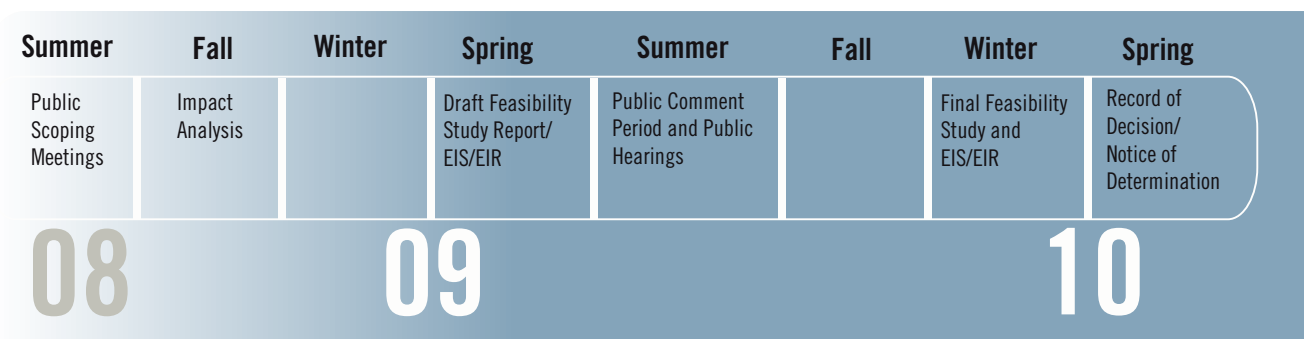 Summer Fall Winter Spring Summer Fall Winter Spring
Public
Scoping
Meetings
Impact
Analysis
Draft Feasibility
Study Report/
EIS/EIR
Public Comment
Period and Public
Hearings
Final Feasibility
Study and
EIS/EIR
Record of
Decision/
Notice of
Determination
08 09 10